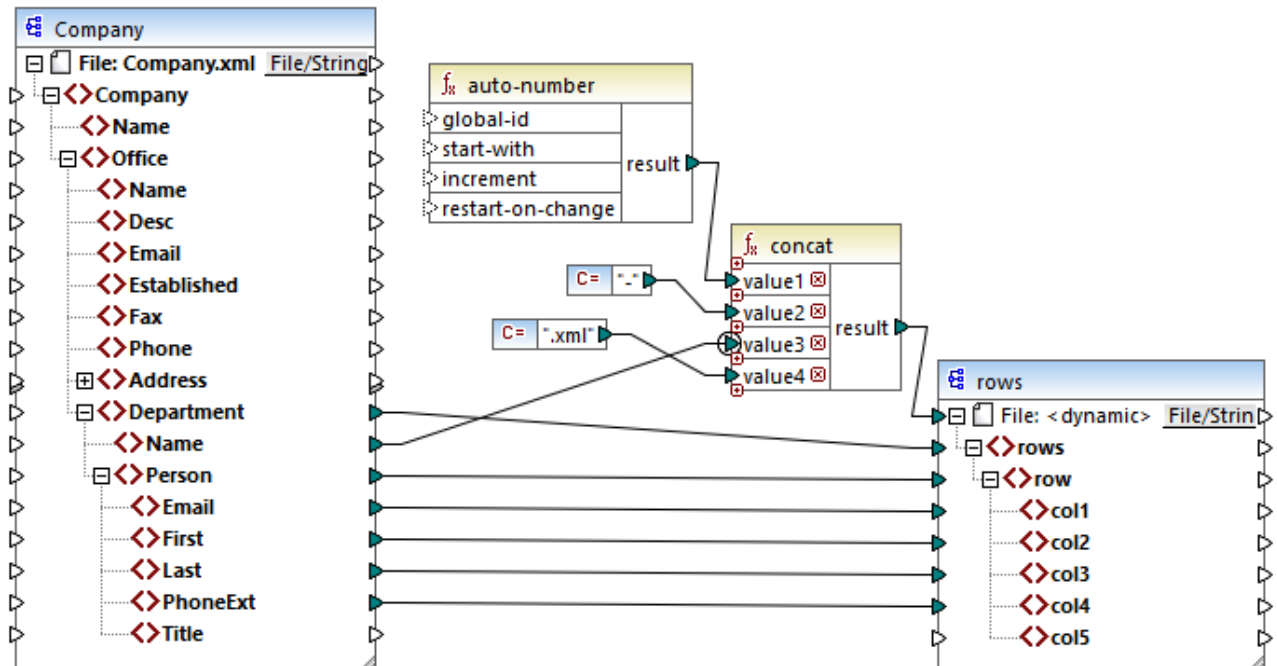 Company
File: Company.xml File/String
Company
Name
Office
Name
Desc
Email
Established
Fax
Phone
Address
Department
Name
Person
Email
First
Last
PhoneExt
Title
fx auto-number
global-id
start-with
increment
restart-on-change
result
C= "-"
C= ".xml"
fx concat
value1
value2
value3
value4
result
rows
File: <dynamic> File/Strin
rows
row
col1
col2
col3
col4
col5